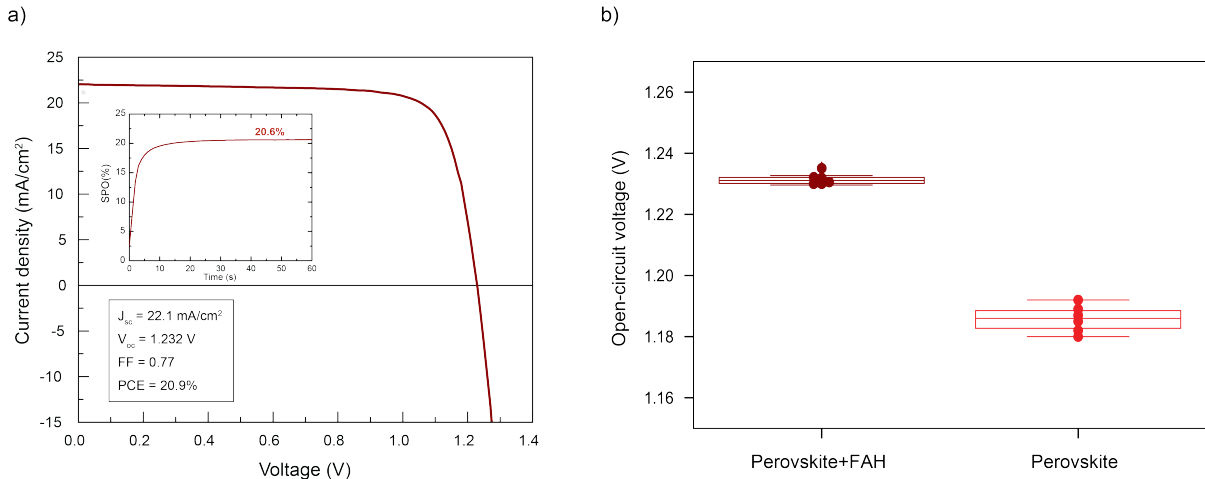 a)
25
20
15
10
5
0
-5
-10
-15
Current density (mA/cm²)
0.0 0.2 0.4 0.6 0.8 1.0 1.2 1.4
Voltage (V)
25
20
15
10
5
0
SPO(%)
20.6%
0 10 20 30 40 50 60
Time (s)
Jsc = 22.1 mA/cm²
Voc = 1.232 V
FF = 0.77
PCE = 20.9%
b)
1.26
1.24
1.22
1.20
1.18
1.16
Open-circuit voltage (V)
Perovskite+FAH Perovskite